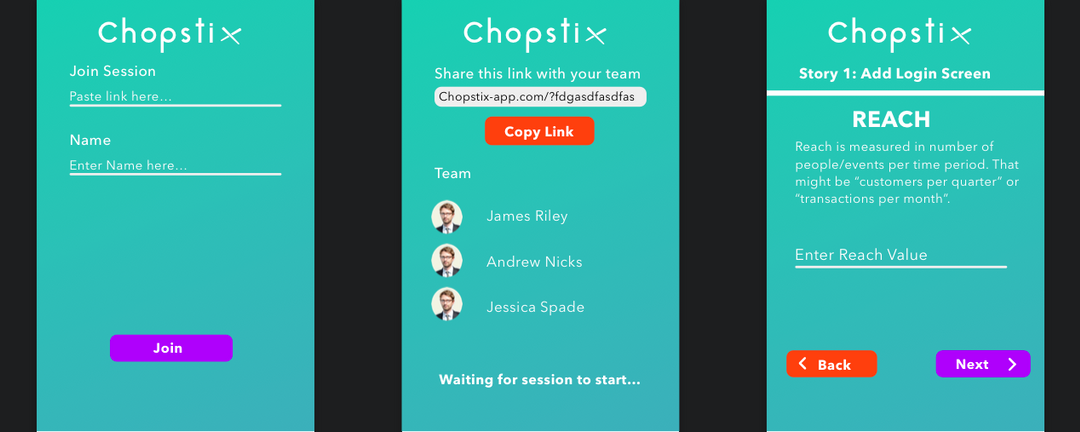 Chopstix
Join Session
Paste link here...
Name
Enter Name here...
Join
Chopstix
Share this link with your team
Chopstix-app.com/?fdgasdfasdfas
Copy Link
Team
James Riley
Andrew Nicks
Jessica Spade
Waiting for session to start...
Chopstix
Story 1: Add Login Screen
REACH
Reach is measured in number of
people/events per time period. That
might be “customers per quarter” or
“transactions per month”.
Enter Reach Value
Back
Next